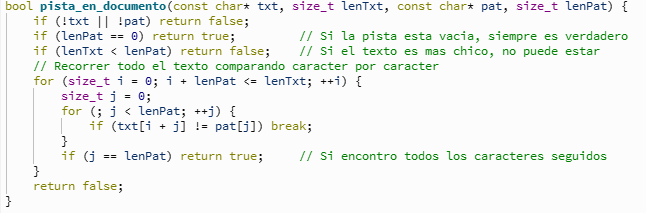 bool pista_en_documento(const char* txt, size_t lenTxt, const char* pat, size_t lenPat) {
    if (!txt || !pat) return false;
    if (lenPat == 0) return true;        // Si la pista esta vacia, siempre es verdadero
    if (lenTxt < lenPat) return false;   // Si el texto es mas chico, no puede estar
    // Recorrer todo el texto comparando caracter por caracter
    for (size_t i = 0; i + lenPat <= lenTxt; ++i) {
        size_t j = 0;
        for (; j < lenPat; ++j) {
            if (txt[i + j] != pat[j]) break;
        }
        if (j == lenPat) return true;    // Si encontro todos los caracteres seguidos
    }
    return false;
}